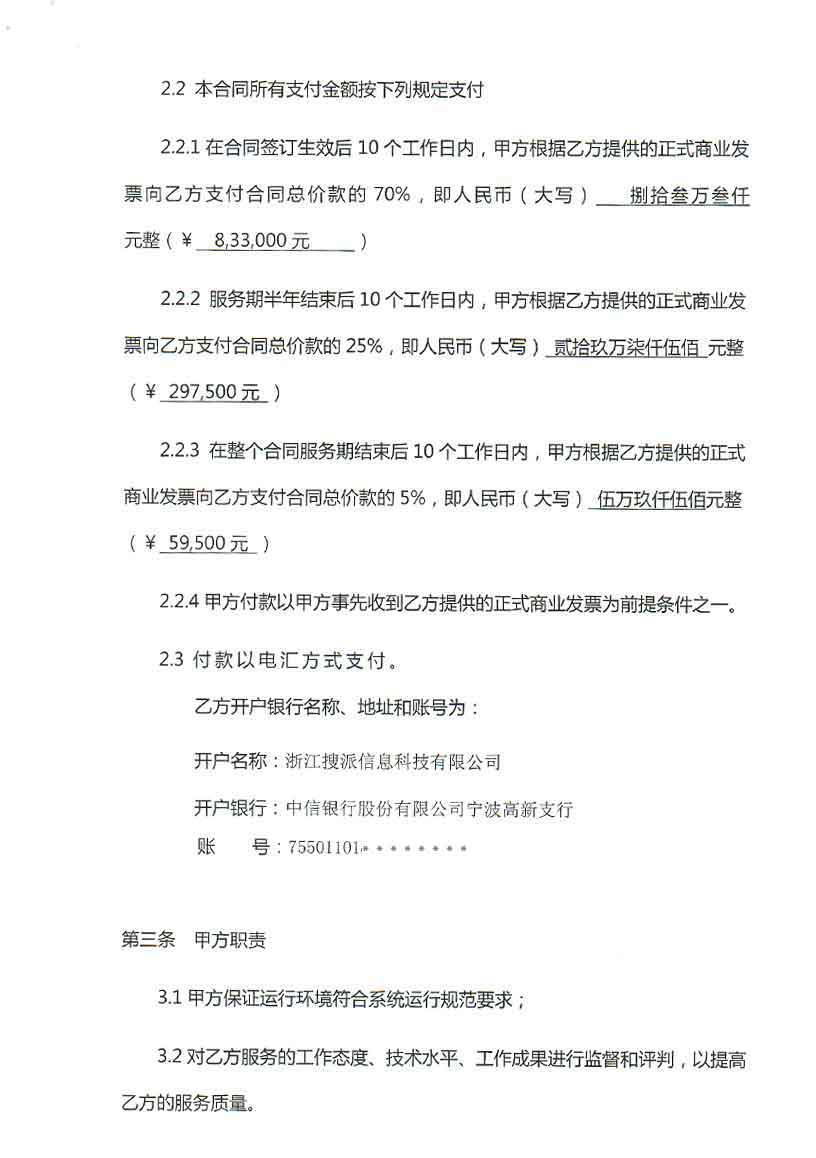 2.2 本合同所有支付金额按下列规定支付
2.2.1 在合同签订生效后 10 个工作日内，甲方根据乙方提供的正式商业发
票向乙方支付合同总价款的 70%，即人民币（大写） 捌拾叁万叁仟
元整（￥ 8,33,000 元 ）
2.2.2 服务期半年结束后 10 个工作日内，甲方根据乙方提供的正式商业发
票向乙方支付合同总价款的 25%，即人民币（大写） 贰拾玖万柒仟伍佰 元整
（￥ 297,500 元 ）
2.2.3 在整个合同服务期结束后 10 个工作日内，甲方根据乙方提供的正式
商业发票向乙方支付合同总价款的 5%，即人民币（大写） 伍万玖仟伍佰元整
（￥ 59,500 元 ）
2.2.4 甲方付款以甲方事先收到乙方提供的正式商业发票为前提条件之一。
2.3 付款以电汇方式支付。
乙方开户银行名称、地址和账号为：
开户名称：浙江搜派信息科技有限公司
开户银行：中信银行股份有限公司宁波高新支行
账 号：75501101********
第三条 甲方职责
3.1 甲方保证运行环境符合系统运行规范要求；
3.2 对乙方服务的工作态度、技术水平、工作成果进行监督和评判，以提高
乙方的服务质量。